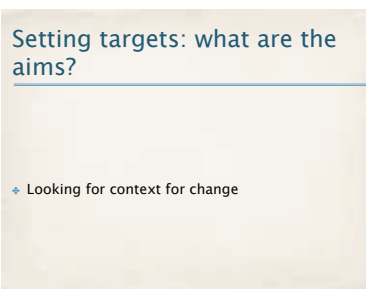 Setting targets: what are the
aims?
Looking for context for change